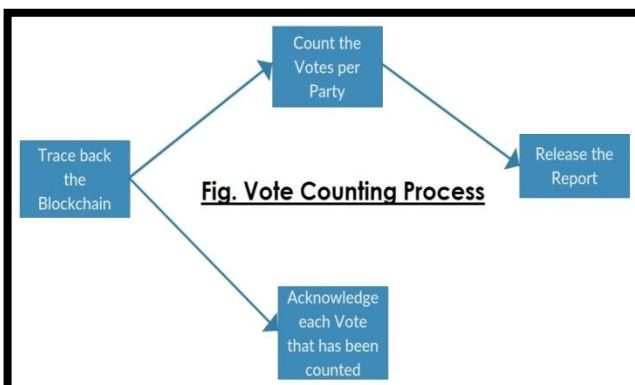 Count the
Votes per
Party
Trace back
the
Blockchain
Release the
Report
Fig. Vote Counting Process
Acknowledge
each Vote
that has been
counted